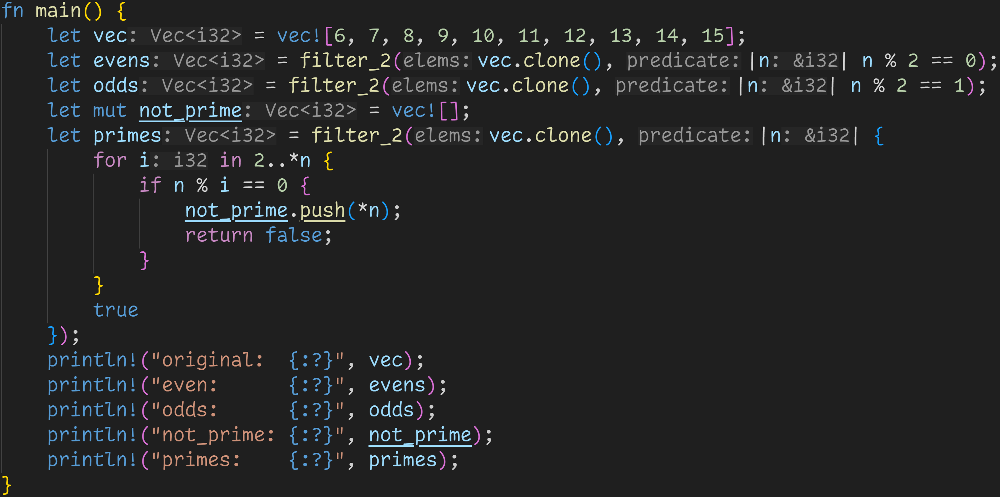 fn main() {
    let vec: Vec<i32> = vec![6, 7, 8, 9, 10, 11, 12, 13, 14, 15];
    let evens: Vec<i32> = filter_2(elems: vec.clone(), predicate: |n: &i32| n % 2 == 0);
    let odds: Vec<i32> = filter_2(elems: vec.clone(), predicate: |n: &i32| n % 2 == 1);
    let mut not_prime: Vec<i32> = vec![];
    let primes: Vec<i32> = filter_2(elems: vec.clone(), predicate: |n: &i32| {
        for i: i32 in 2..*n {
            if n % i == 0 {
                not_prime.push(*n);
                return false;
            }
        }
        true
    });
    println!("original:  {:?}", vec);
    println!("even:      {:?}", evens);
    println!("odds:      {:?}", odds);
    println!("not_prime: {:?}", not_prime);
    println!("primes:    {:?}", primes);
}